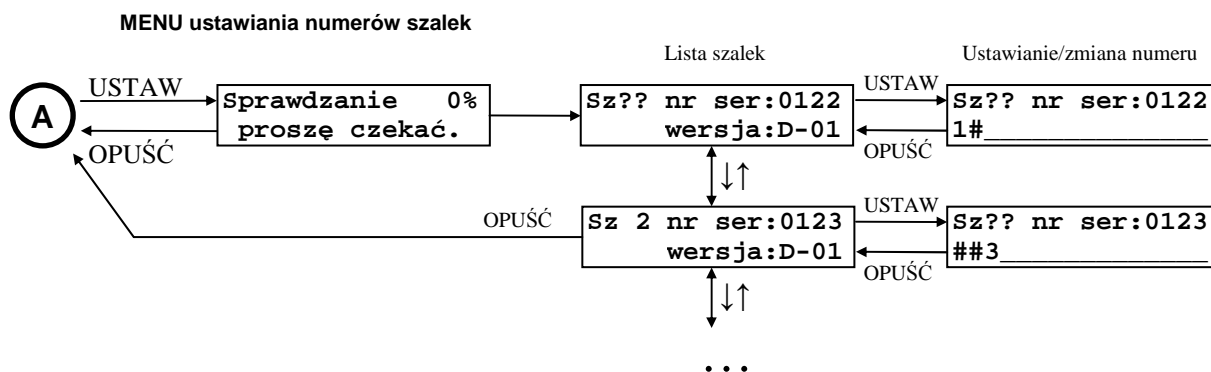 MENU ustawiania numerów szalek
Lista szalek
Ustawianie/zmiana numeru
A
USTAW
OPUŚĆ
Sprawdzanie 0%
proszę czekać.
Sz?? nr ser:0122
wersja:D-01
USTAW
OPUŚĆ
Sz?? nr ser:0122
1#______________
↓↑
OPUŚĆ
Sz 2 nr ser:0123
wersja:D-01
USTAW
OPUŚĆ
Sz?? nr ser:0123
##3_____________
↓↑
...